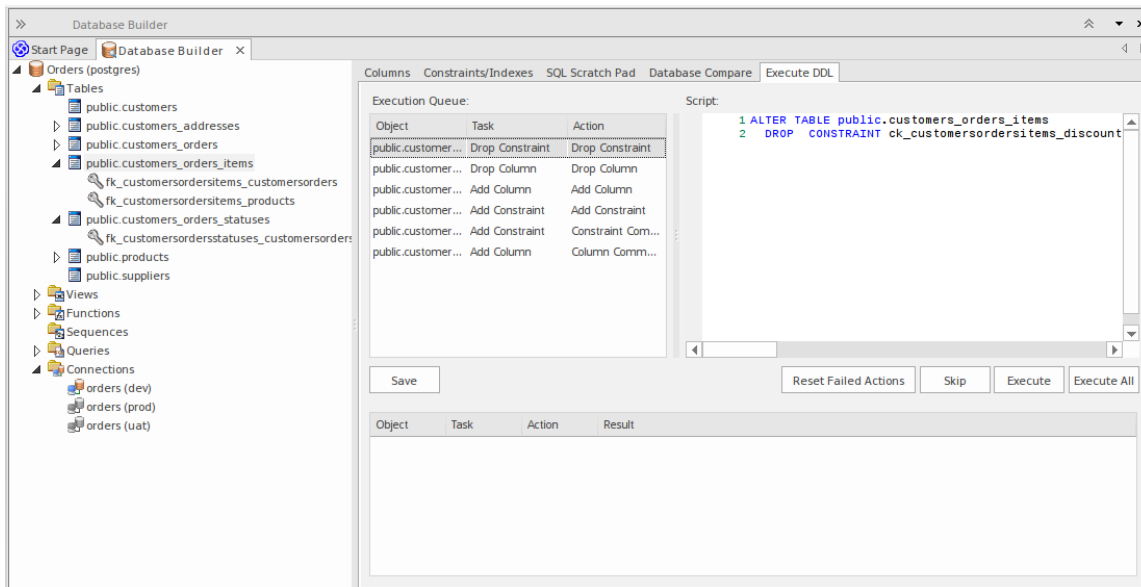 Database Builder
Start Page Database Builder
Orders (postgres)
Tables
public.customers
public.customers_addresses
public.customers_orders
public.customers_orders_items
fk_customersordersitems_customersorders
fk_customersordersitems_products
public.customers_orders_statuses
fk_customersordersstatuses_customersorders
public.products
public.suppliers
Views
Functions
Sequences
Queries
Connections
orders (dev)
orders (prod)
orders (uat)
Columns Constraints/Indexes SQL Scratch Pad Database Compare Execute DDL
Execution Queue:
Object Task Action
public.customer... Drop Constraint Drop Constraint
public.customer... Drop Column Drop Column
public.customer... Add Column Add Column
public.customer... Add Constraint Add Constraint
public.customer... Add Constraint Constraint Com...
public.customer... Add Column Column Comm...
Script:
1 ALTER TABLE public.customers_orders_items
2 DROP CONSTRAINT ck_customersordersitems_discount
Save Reset Failed Actions Skip Execute Execute All
Object Task Action Result